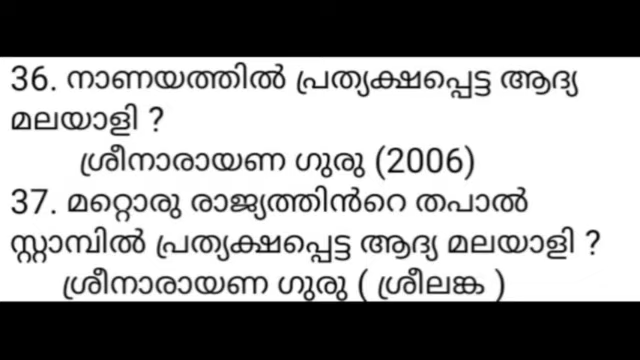 36. നാണയത്തിൽ പ്രത്യക്ഷപ്പെട്ട ആദ്യ
മലയാളി ?
ശ്രീനാരായണ ഗുരു (2006)
37. മറ്റൊരു രാജ്യത്തിൻറെ തപാൽ
സ്റ്റാമ്പിൽ പ്രത്യക്ഷപ്പെട്ട ആദ്യ മലയാളി ?
ശ്രീനാരായണ ഗുരു ( ശ്രീലങ്ക )